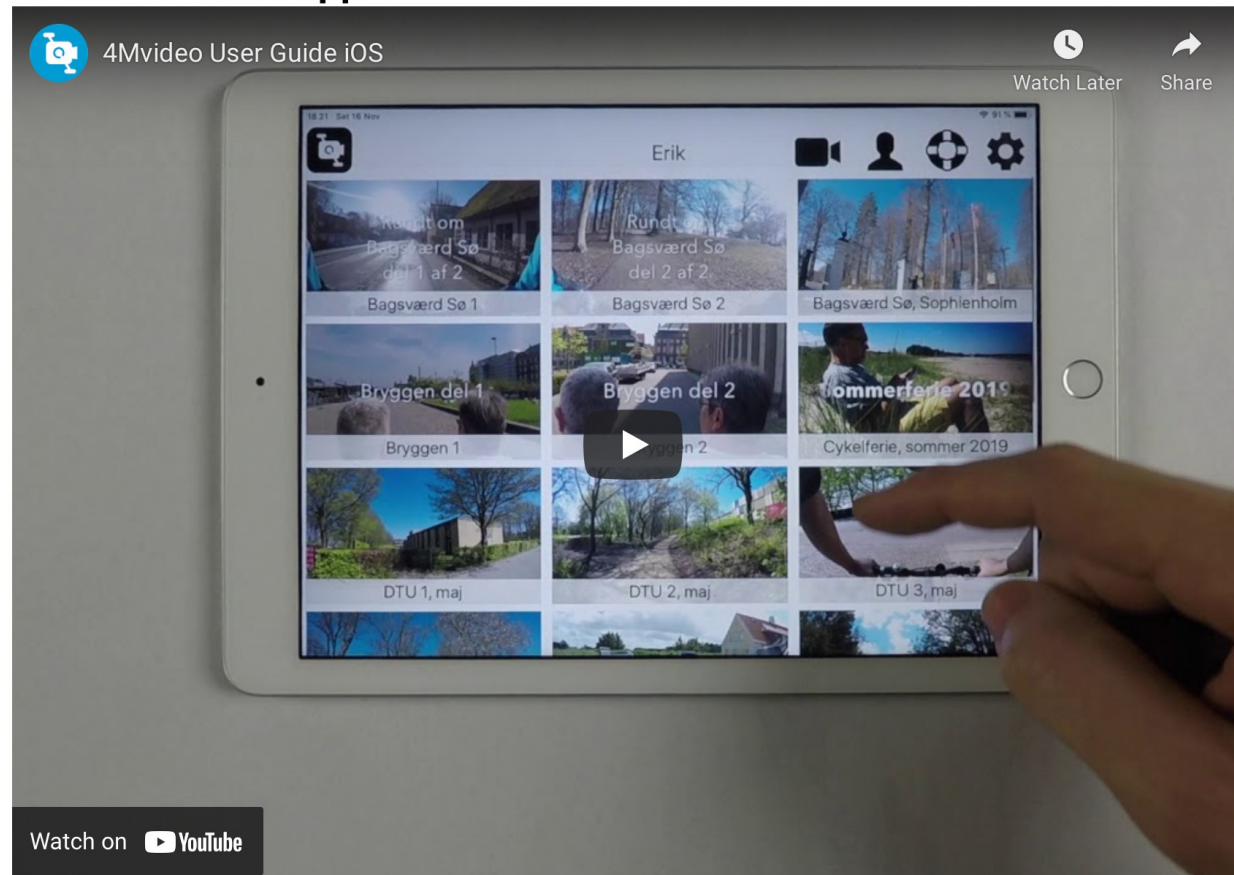 4Mvideo User Guide iOS
Watch Later
Share
18.21 Sat 16 Nov
91 %
Erik
Rundt om
Bagsværd Sø
del 1 af 2
Bagsværd Sø 1
Rundt om
Bagsværd Sø
del 2 af 2
Bagsværd Sø 2
Bagsværd Sø, Sophienholm
Bryggen del 1
Bryggen 1
Bryggen del 2
Bryggen 2
Sommerferie 2019
Cykelferie, sommer 2019
DTU 1, maj
DTU 2, maj
DTU 3, maj
Watch on YouTube